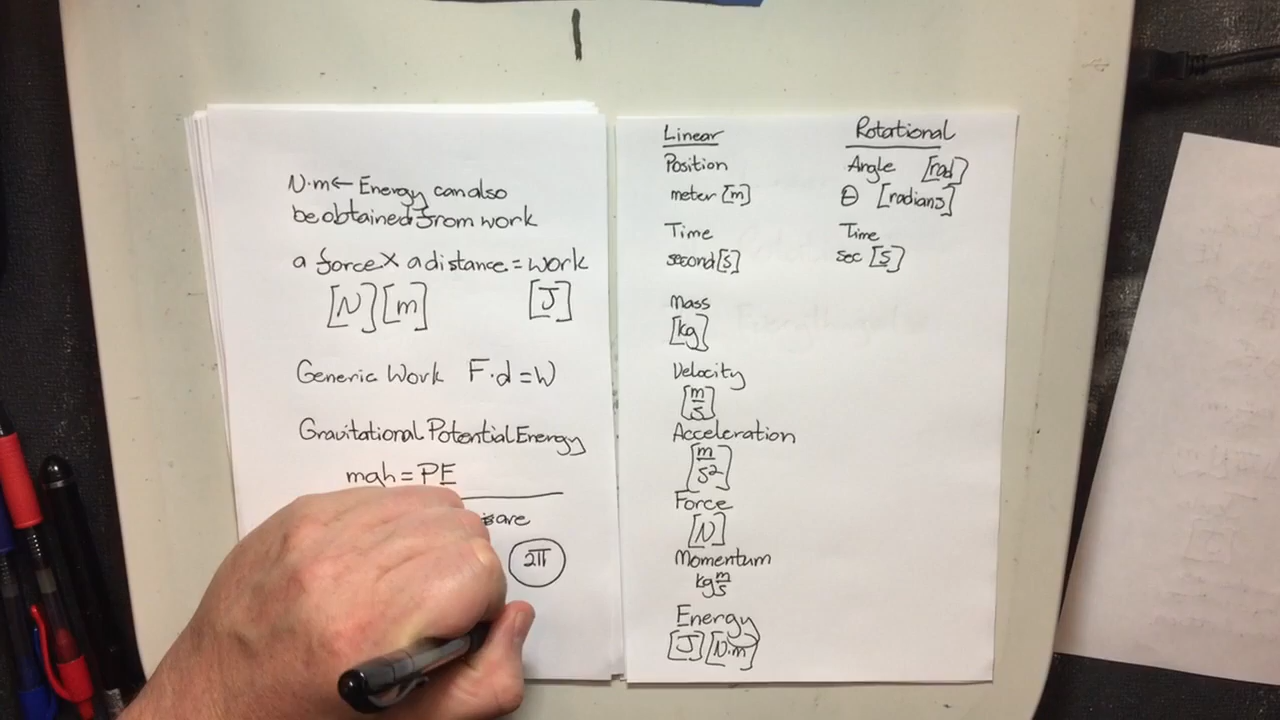 N·m← Energy can also
be obtained from work
a force × a distance = work
[N] [m] [J]
Generic Work F·d=W
Gravitational Potential Energy
mgh = PE
are
2π
Linear
Position
meter [m]
Time
second [s]
Mass
[kg]
Velocity
[m/s]
Acceleration
[m/s²]
Force
[N]
Momentum
kg m/s
Energy
[J] [N·m]
Rotational
Angle [rad]
θ [radians]
Time
sec [s]